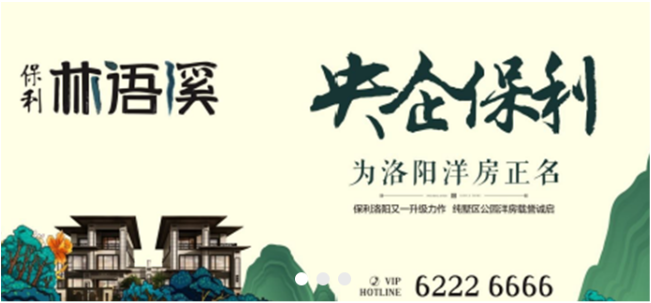 保利
林语溪
央企保利
为洛阳洋房正名
保利洛阳又一升级力作 纯墅区公园洋房载誉诚启
VIP
HOTLINE
6222 6666